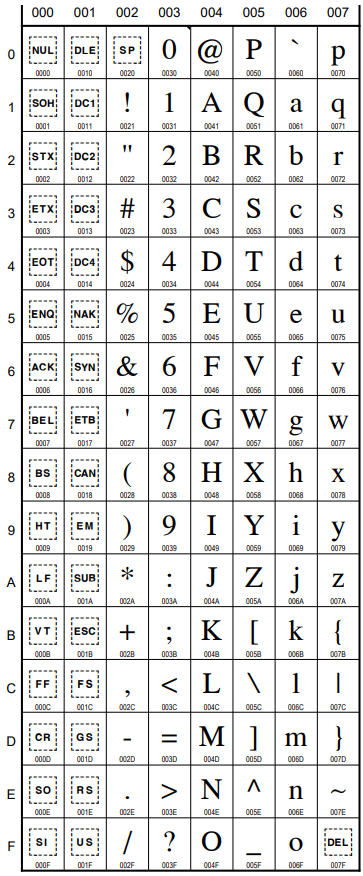 000 001 002 003 004 005 006 007
0 NUL DLE SP 0 @ P ` p
0000 0010 0020 0030 0040 0050 0060 0070
1 SOH DC1 ! 1 A Q a q
0001 0011 0021 0031 0041 0051 0061 0071
2 STX DC2 " 2 B R b r
0002 0012 0022 0032 0042 0052 0062 0072
3 ETX DC3 # 3 C S c s
0003 0013 0023 0033 0043 0053 0063 0073
4 EOT DC4 $ 4 D T d t
0004 0014 0024 0034 0044 0054 0064 0074
5 ENQ NAK % 5 E U e u
0005 0015 0025 0035 0045 0055 0065 0075
6 ACK SYN & 6 F V f v
0006 0016 0026 0036 0046 0056 0066 0076
7 BEL ETB ' 7 G W g w
0007 0017 0027 0037 0047 0057 0067 0077
8 BS CAN ( 8 H X h x
0008 0018 0028 0038 0048 0058 0068 0078
9 HT EM ) 9 I Y i y
0009 0019 0029 0039 0049 0059 0069 0079
A LF SUB * : J Z j z
000A 001A 002A 003A 004A 005A 006A 007A
B VT ESC + ; K [ k {
000B 001B 002B 003B 004B 005B 006B 007B
C FF FS , < L \ l |
000C 001C 002C 003C 004C 005C 006C 007C
D CR GS - = M ] m }
000D 001D 002D 003D 004D 005D 006D 007D
E SO RS . > N ^ n ~
000E 001E 002E 003E 004E 005E 006E 007E
F SI US / ? O _ o DEL
000F 001F 002F 003F 004F 005F 006F 007F